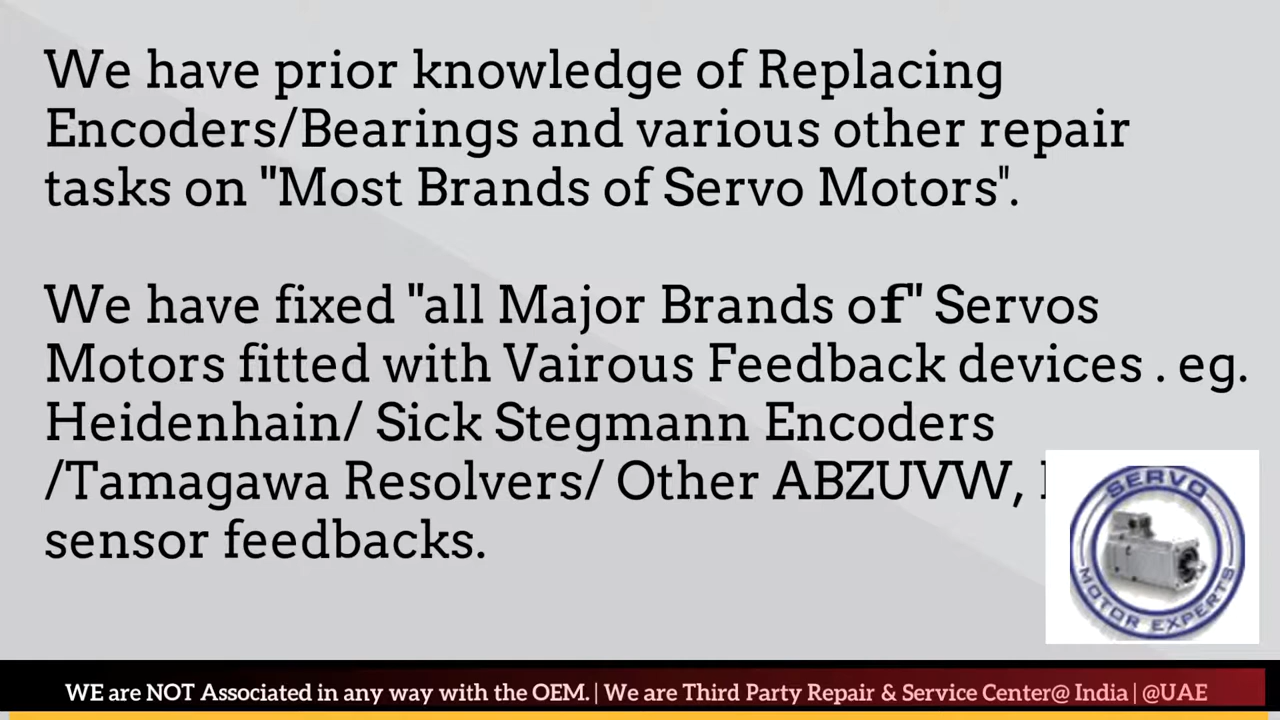 We have prior knowledge of Replacing
Encoders/Bearings and various other repair
tasks on "Most Brands of Servo Motors".
We have fixed "all Major Brands of" Servos
Motors fitted with Vairous Feedback devices . eg.
Heidenhain/ Sick Stegmann Encoders
/Tamagawa Resolvers/ Other ABZUVW,
sensor feedbacks.
SERVO
MOTOR EXPERTS
WE are NOT Associated in any way with the OEM. | We are Third Party Repair & Service Center@ India | @UAE